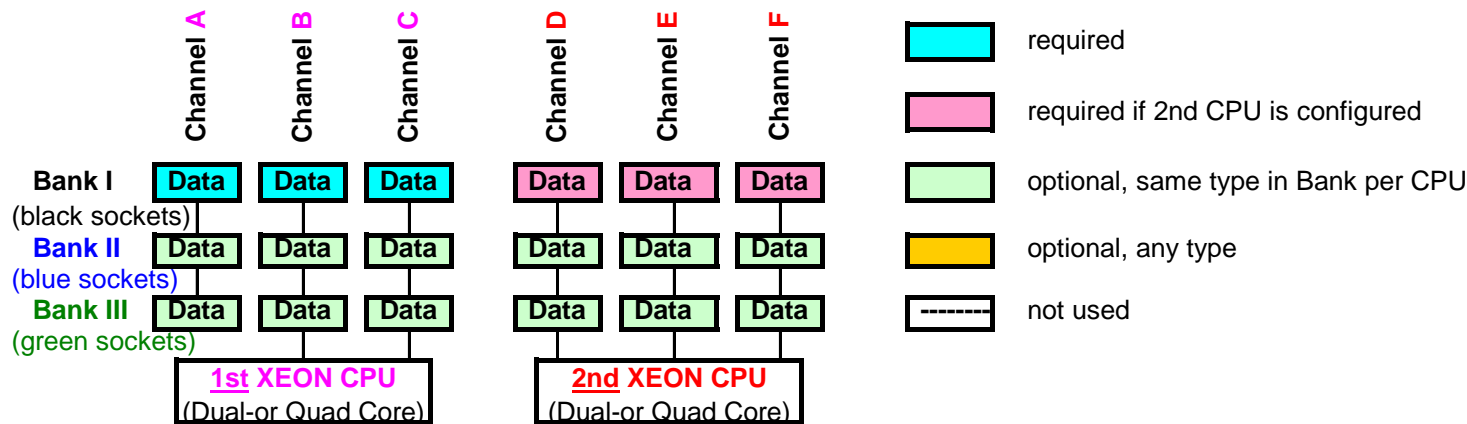 Channel A
Channel B
Channel C
Channel D
Channel E
Channel F
Bank I Data Data Data Data Data Data
(black sockets)
Bank II Data Data Data Data Data Data
(blue sockets)
Bank III Data Data Data Data Data Data
(green sockets)
1st XEON CPU
(Dual-or Quad Core)
2nd XEON CPU
(Dual-or Quad Core)
required
required if 2nd CPU is configured
optional, same type in Bank per CPU
optional, any type
--------- not used